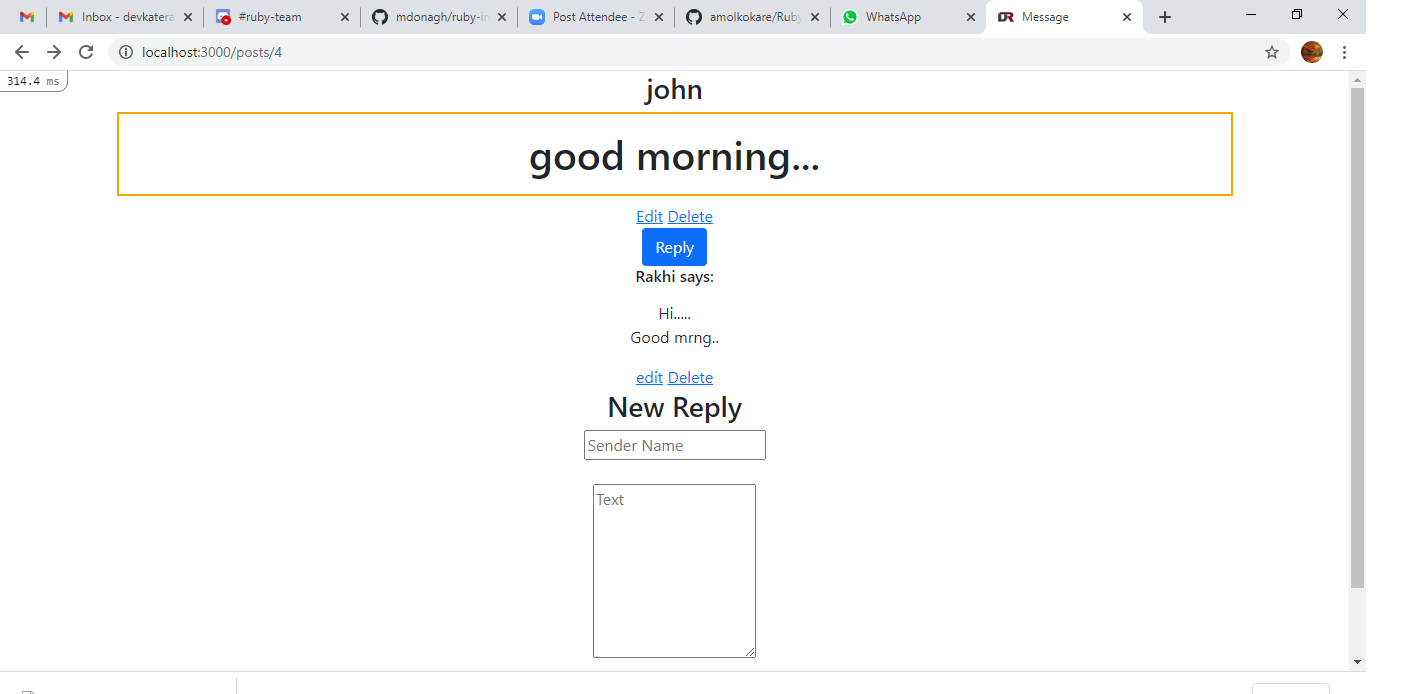 Inbox - devkatera
#ruby-team
mdonagh/ruby-in
Post Attendee - Z
amolkokare/Ruby
WhatsApp
Message
localhost:3000/posts/4
314.4 ms
john
good morning...
Edit Delete
Reply
Rakhi says:
Hi.....
Good mrng..
edit Delete
New Reply
Sender Name
Text